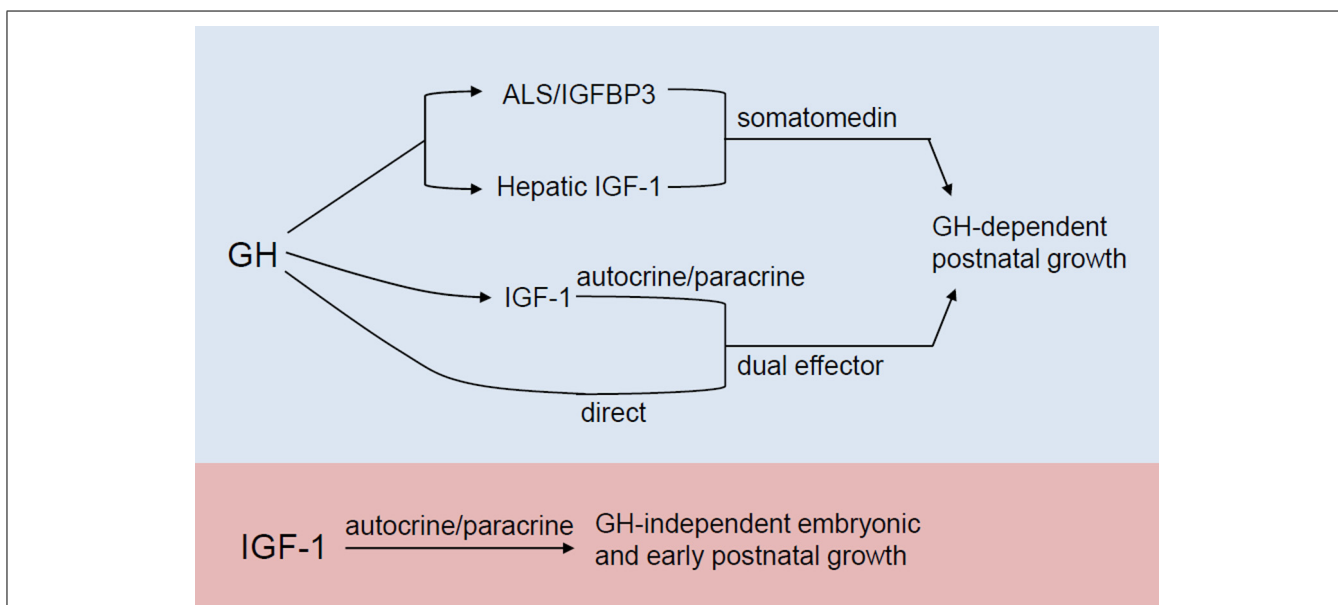 ALS/IGFBP3
somatomedin
Hepatic IGF-1
GH
GH-dependent
postnatal growth
autocrine/paracrine
IGF-1
dual effector
direct
autocrine/paracrine
IGF-1
GH-independent embryonic
and early postnatal growth